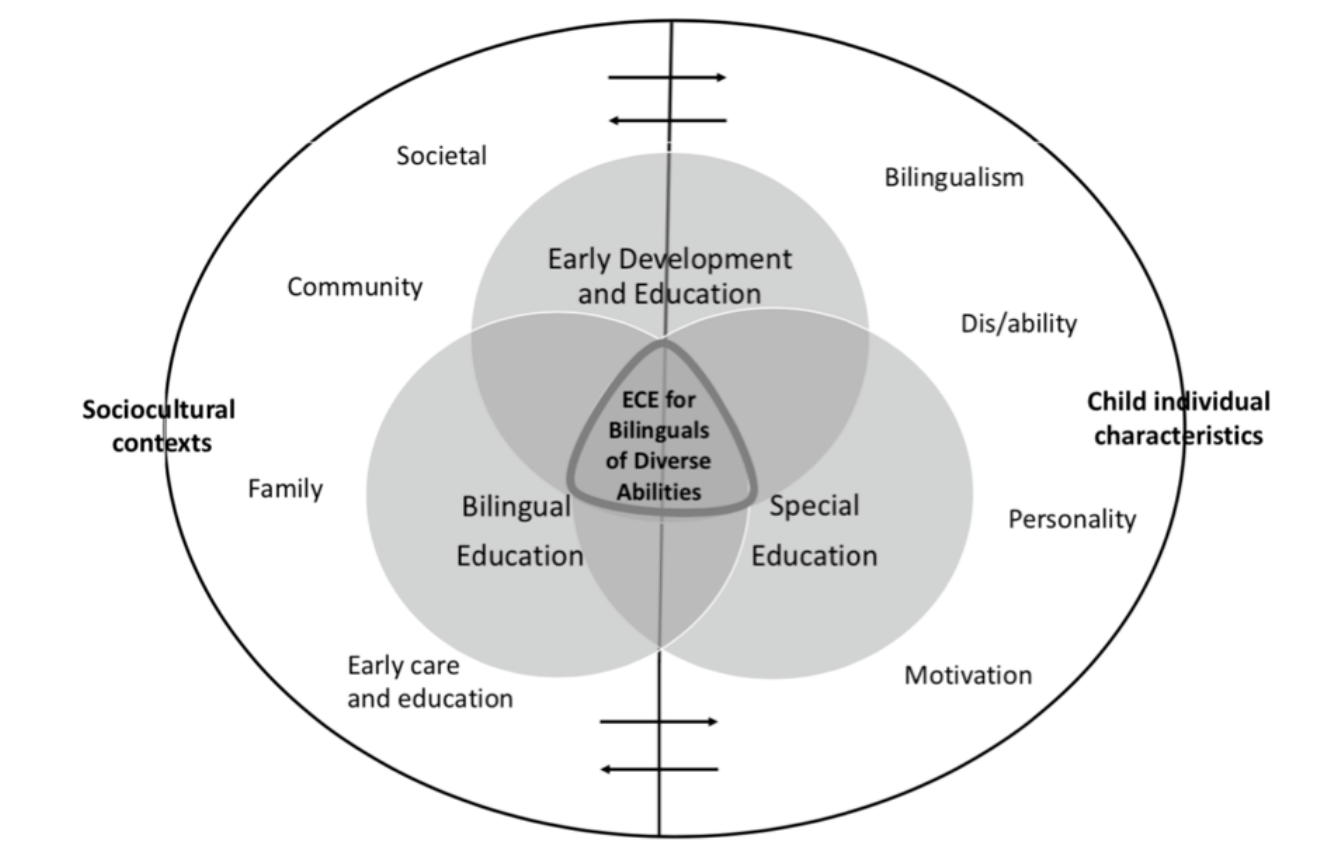 Societal
Bilingualism
Early Development
and Education
Community
Dis/ability
Sociocultural
contexts
ECE for
Bilinguals
of Diverse
Abilities
Child individual
characteristics
Family
Bilingual
Education
Special
Education
Personality
Early care
and education
Motivation